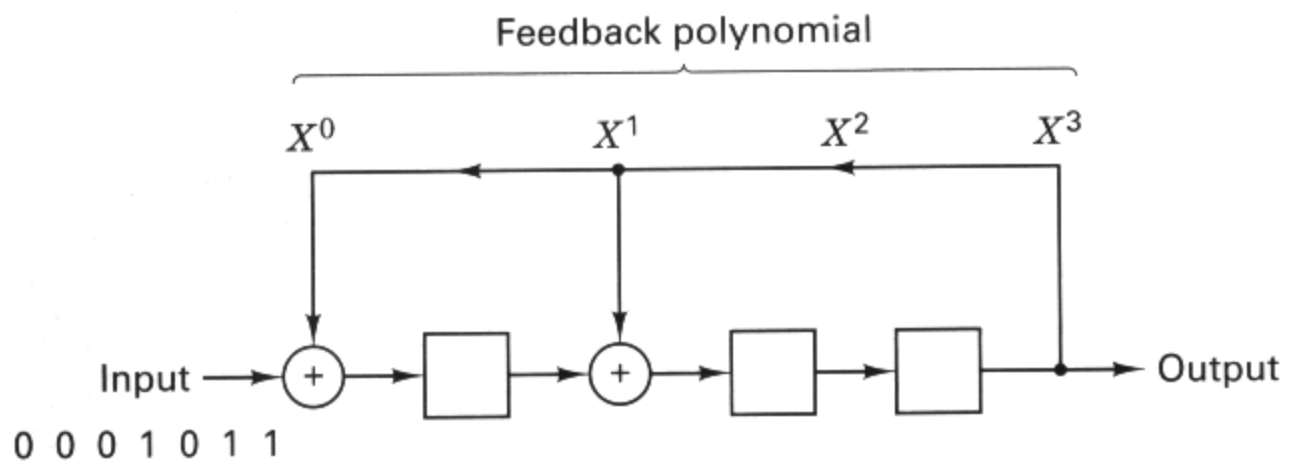 Feedback polynomial
X⁰ X¹ X² X³
Input + + Output
0 0 0 1 0 1 1